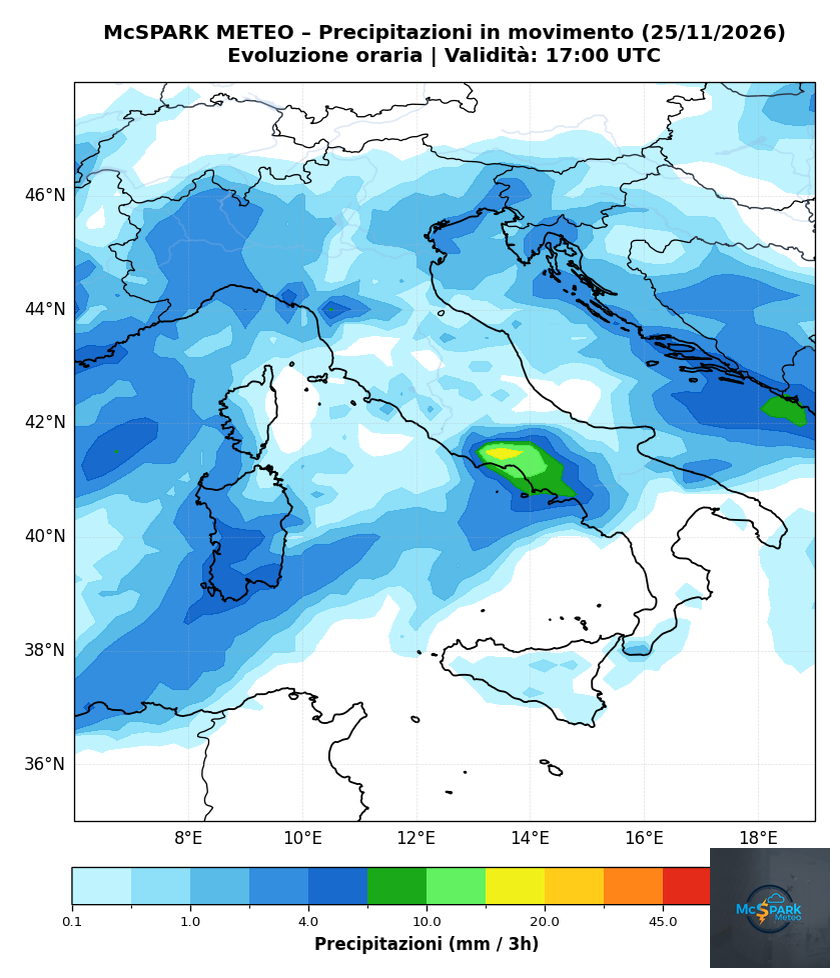 McSPARK METEO – Precipitazioni in movimento (25/11/2026)
Evoluzione oraria | Validità: 17:00 UTC
46°N
44°N
42°N
40°N
38°N
36°N
8°E 10°E 12°E 14°E 16°E 18°E
0.1 1.0 4.0 10.0 20.0 45.0
Precipitazioni (mm / 3h)
McSPARK
Meteo